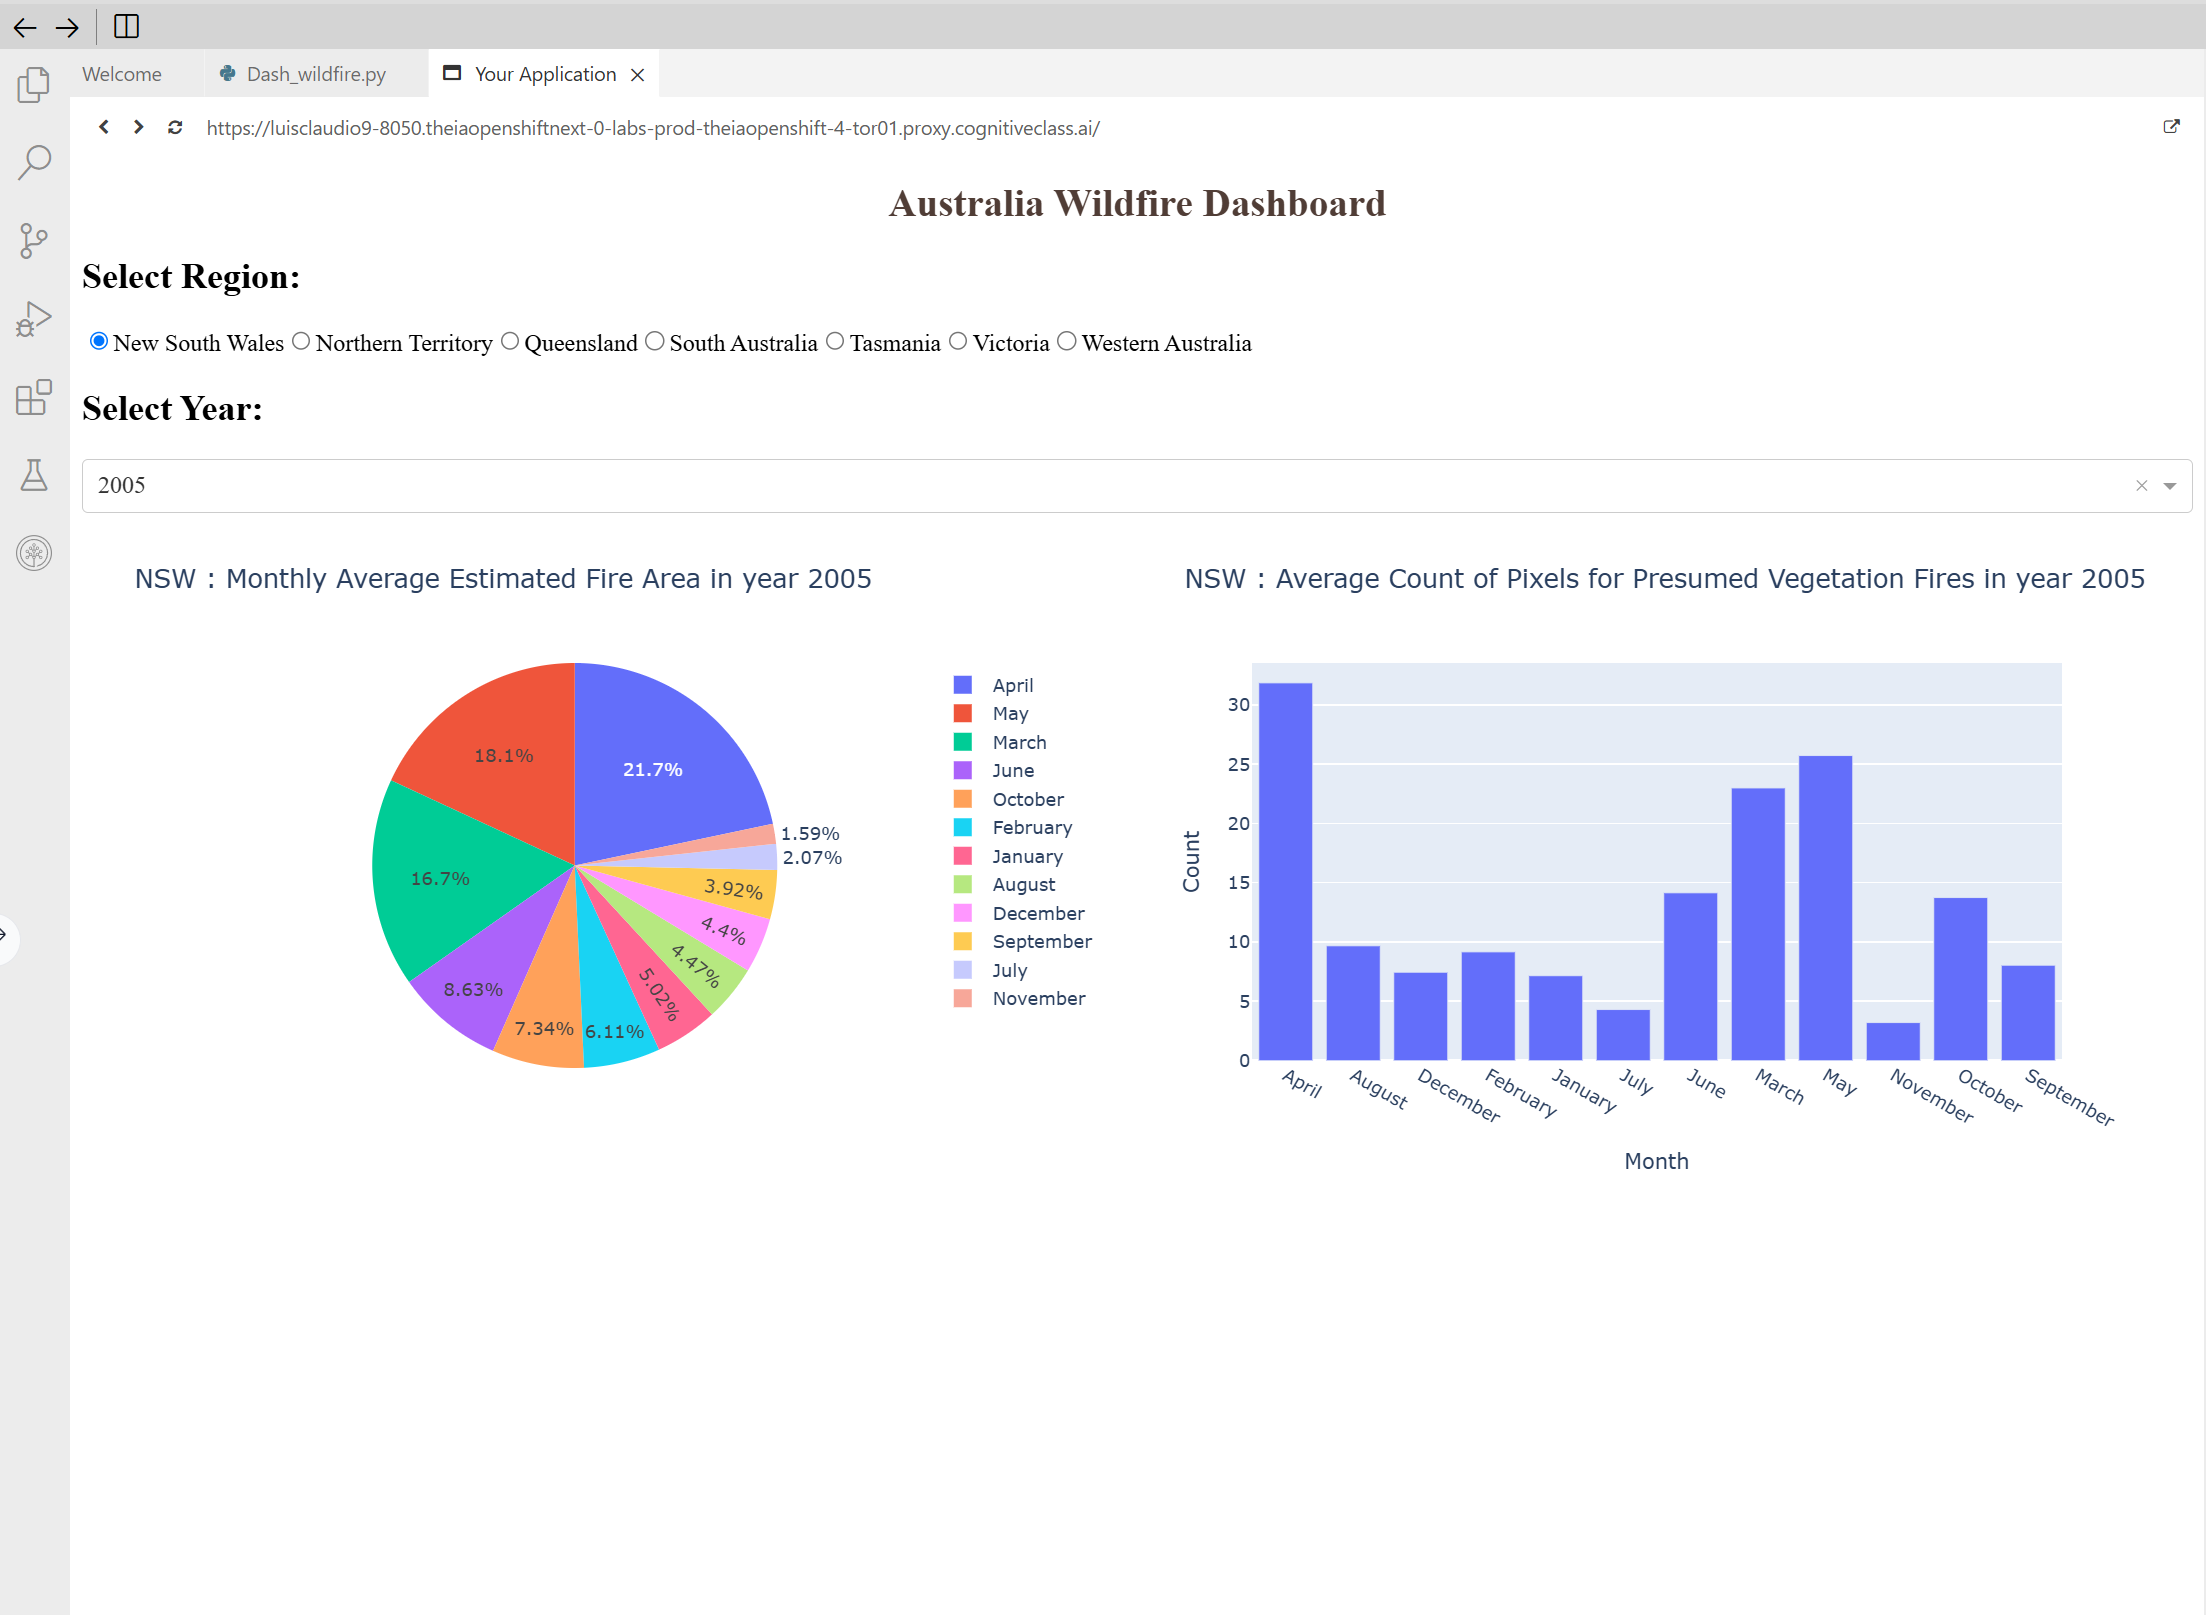 Welcome
Dash_wildfire.py
Your Application
https://luisclaudio9-8050.theiaopenshiftnext-0-labs-prod-theiaopenshift-4-tor01.proxy.cognitiveclass.ai/
Australia Wildfire Dashboard
Select Region:
New South Wales Northern Territory Queensland South Australia Tasmania Victoria Western Australia
Select Year:
2005
NSW : Monthly Average Estimated Fire Area in year 2005
21.7%
1.59%
2.07%
3.92%
4.4%
4.47%
5.02%
6.11%
7.34%
8.63%
16.7%
18.1%
April
May
March
June
October
February
January
August
December
September
July
November
NSW : Average Count of Pixels for Presumed Vegetation Fires in year 2005
Count
30
25
20
15
10
5
0
April
August
December
February
January
July
June
March
May
November
October
September
Month